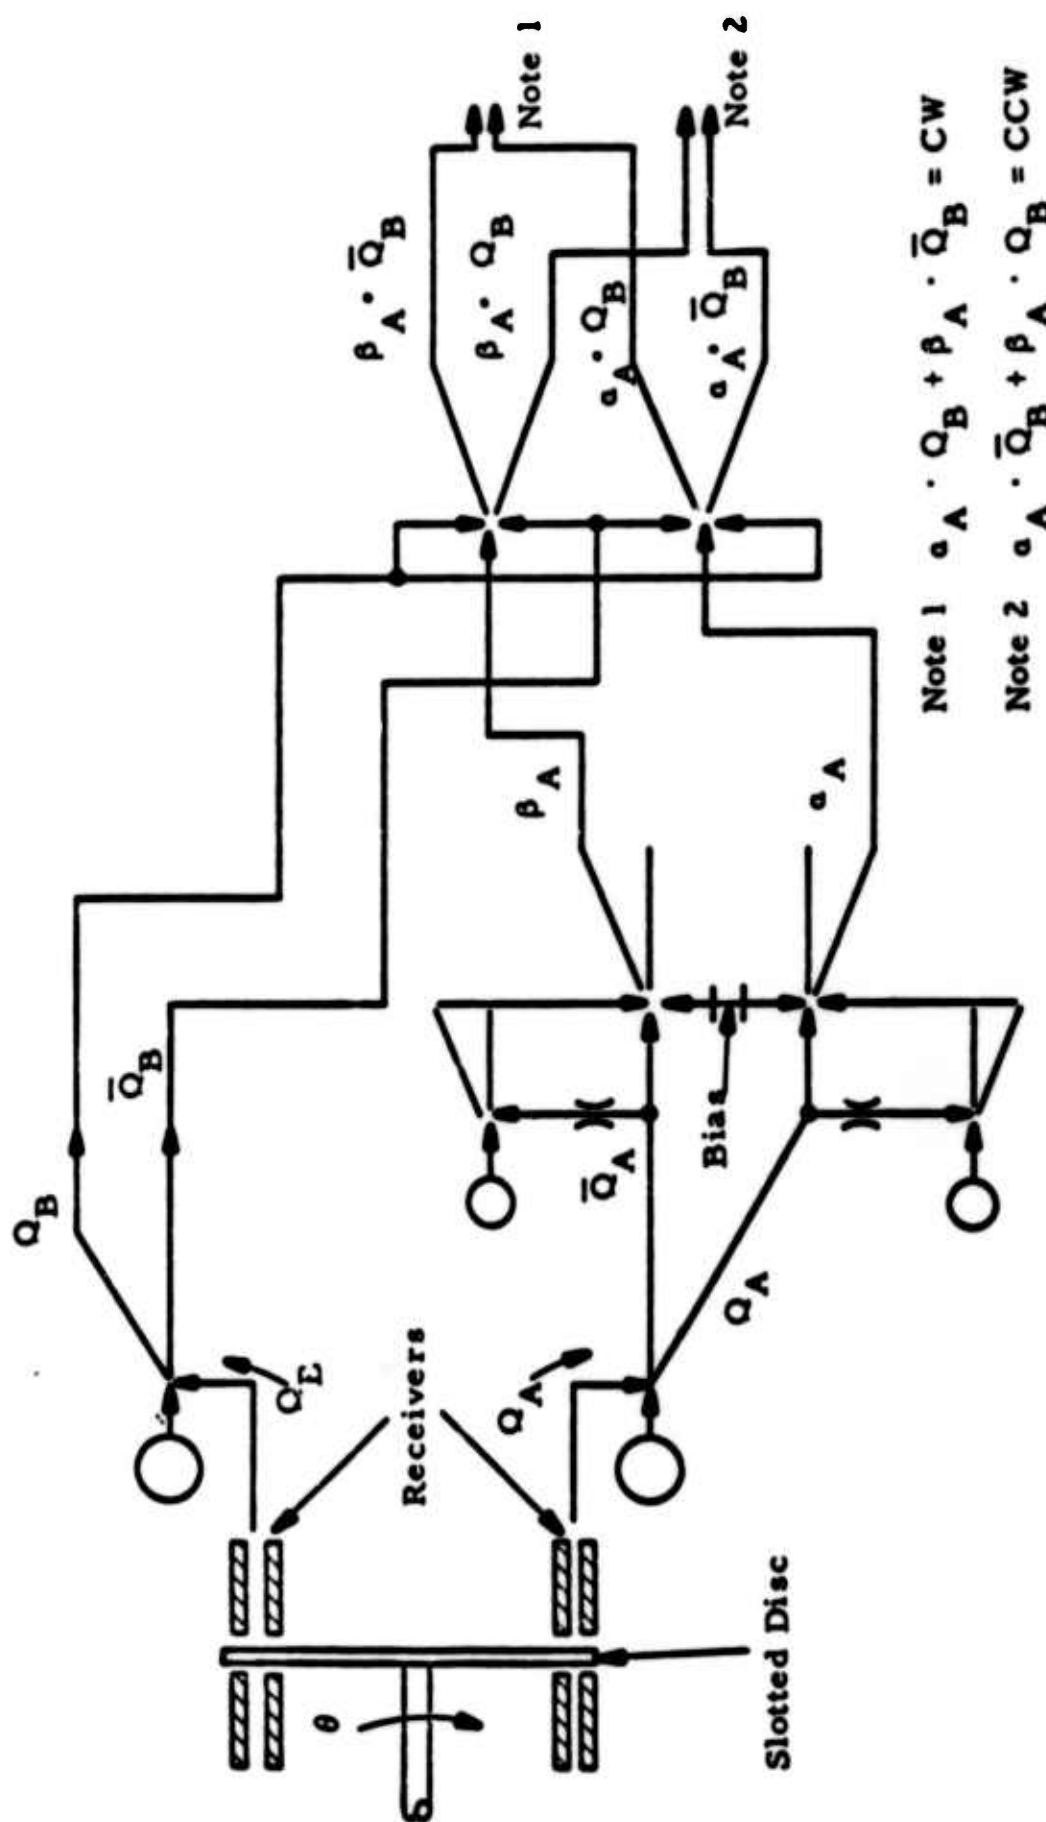 Q_B
Q̅_B
Q_E
Receivers
Q_A
Q̅_A
Q_A
Bias
β_A
α_A
β_A · Q̅_B
β_A · Q_B
α_A · Q_B
α_A · Q̅_B
Note 1
Note 2
θ
Slotted Disc
Note 1 α_A · Q_B + β_A · Q̅_B = CW
Note 2 α_A · Q̅_B + β_A · Q_B = CCW